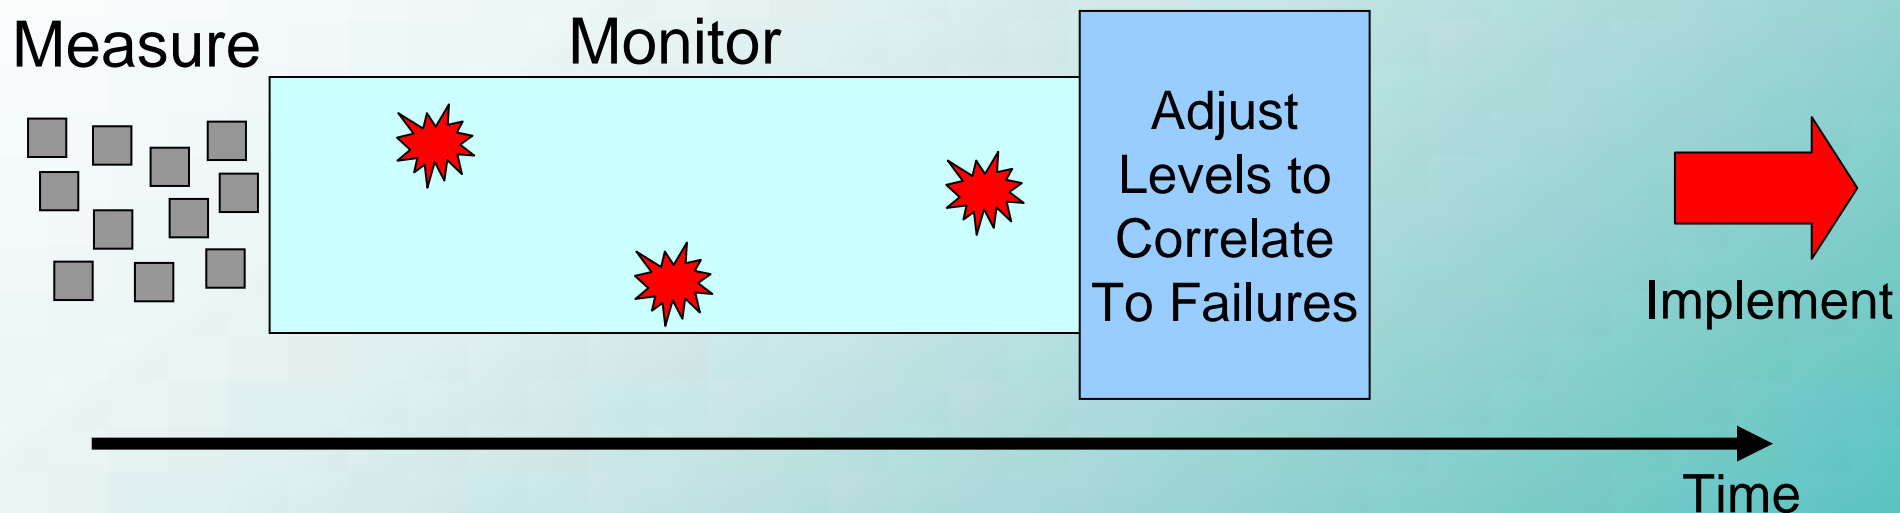 Measure
Monitor
Adjust
Levels to
Correlate
To Failures
Implement
Time